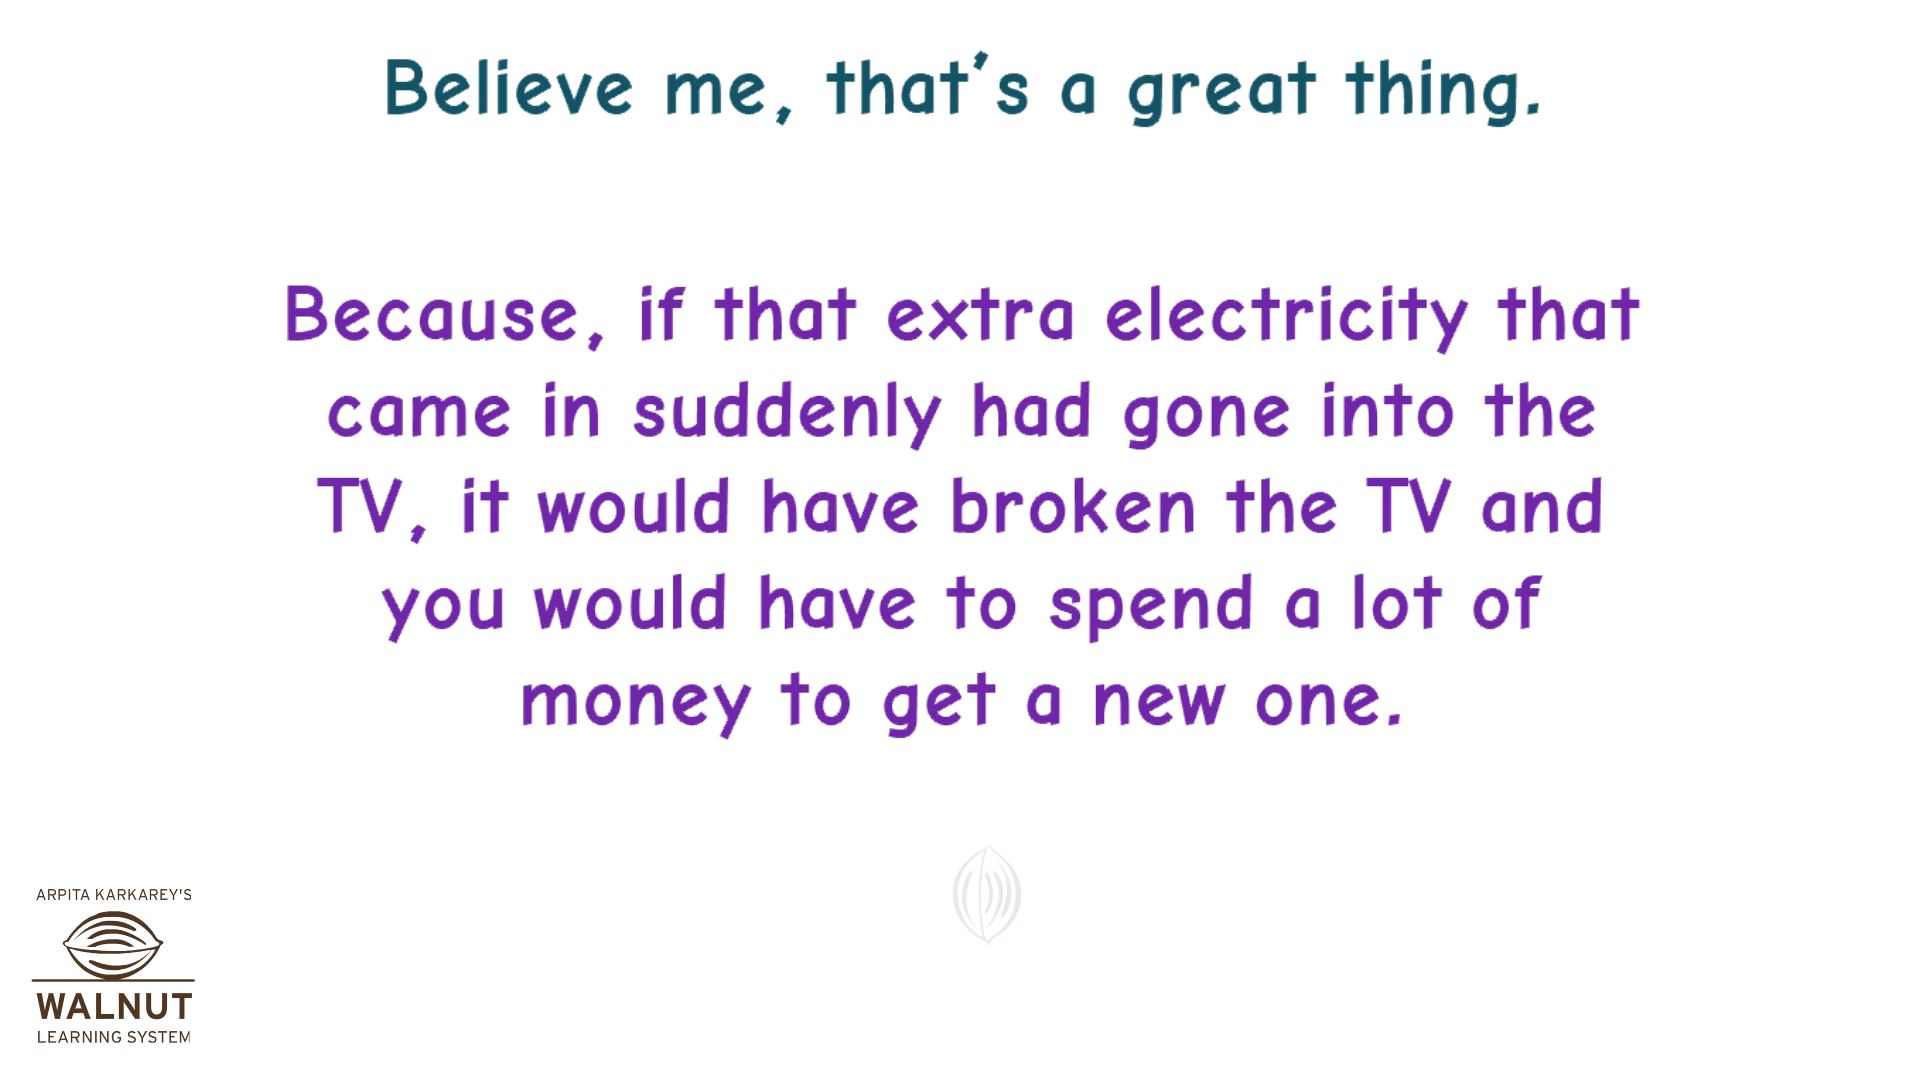 Believe me, that's a great thing.
Because, if that extra electricity that
came in suddenly had gone into the
TV, it would have broken the TV and
you would have to spend a lot of
money to get a new one.
ARPITA KARKAREY'S
WALNUT
LEARNING SYSTEM